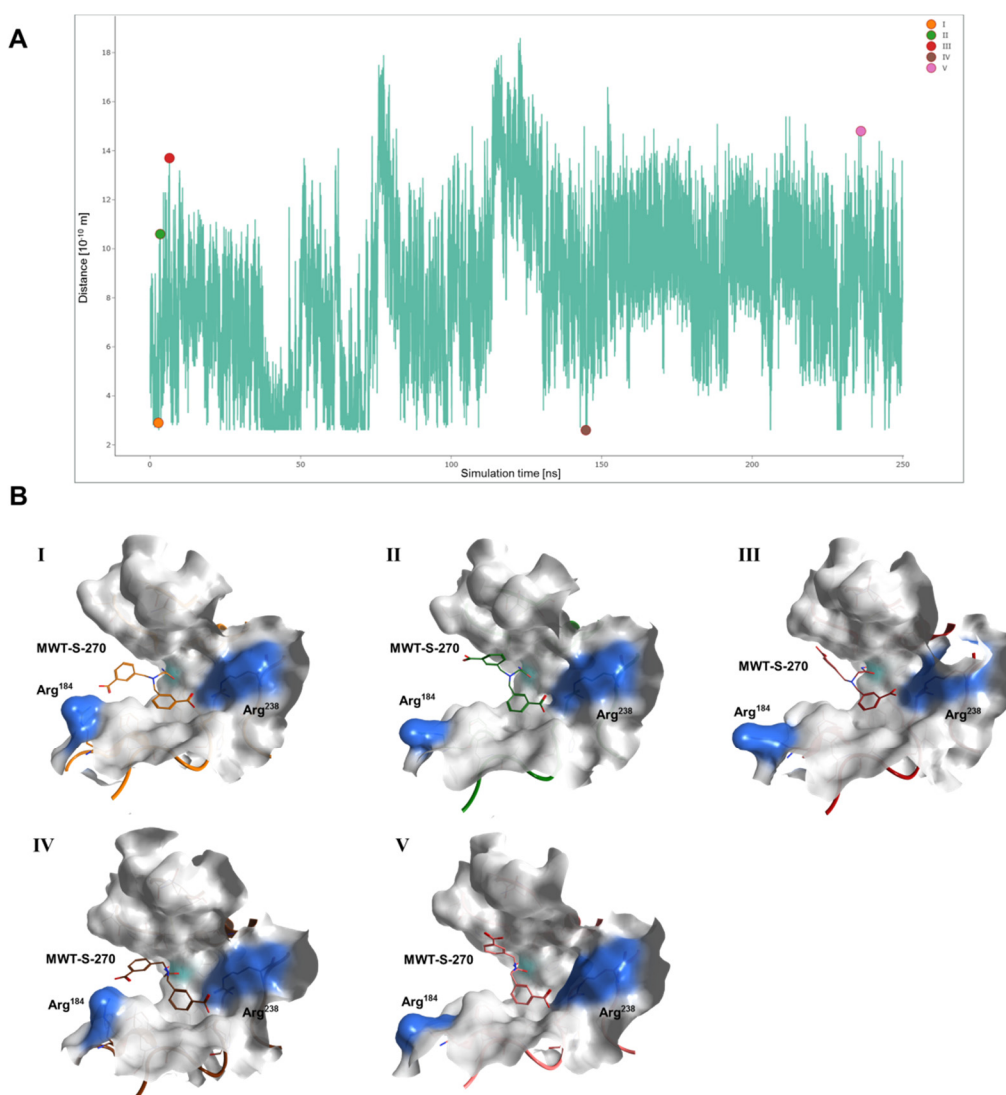 A
Distance [10⁻¹⁰ m]
18
16
14
12
10
8
6
4
2
0
50
100
150
200
250
Simulation time [ns]
I
II
III
IV
V
B
I
MWT-S-270
Arg¹⁸⁴
Arg²³⁸
II
MWT-S-270
Arg¹⁸⁴
Arg²³⁸
III
MWT-S-270
Arg¹⁸⁴
Arg²³⁸
IV
MWT-S-270
Arg¹⁸⁴
Arg²³⁸
V
MWT-S-270
Arg¹⁸⁴
Arg²³⁸